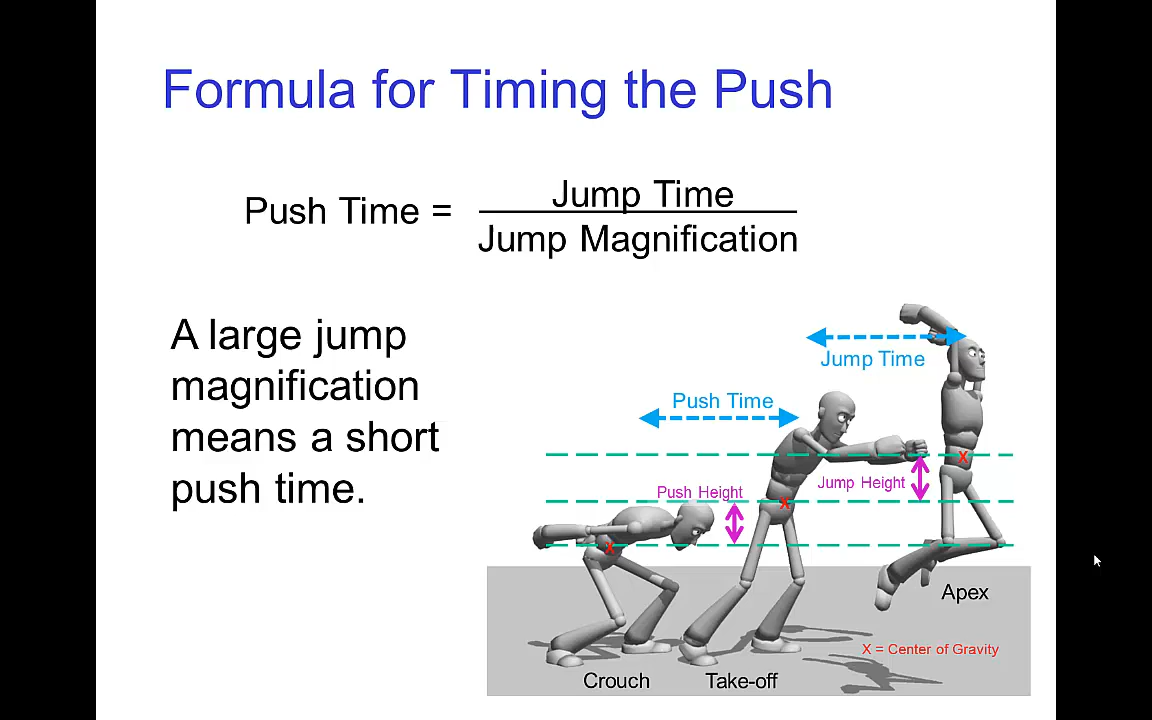 Formula for Timing the Push
Push Time =
Jump Time
Jump Magnification
A large jump
magnification
means a short
push time.
Jump Time
Push Time
Jump Height
Push Height
X
X
X
Apex
X = Center of Gravity
Crouch
Take-off